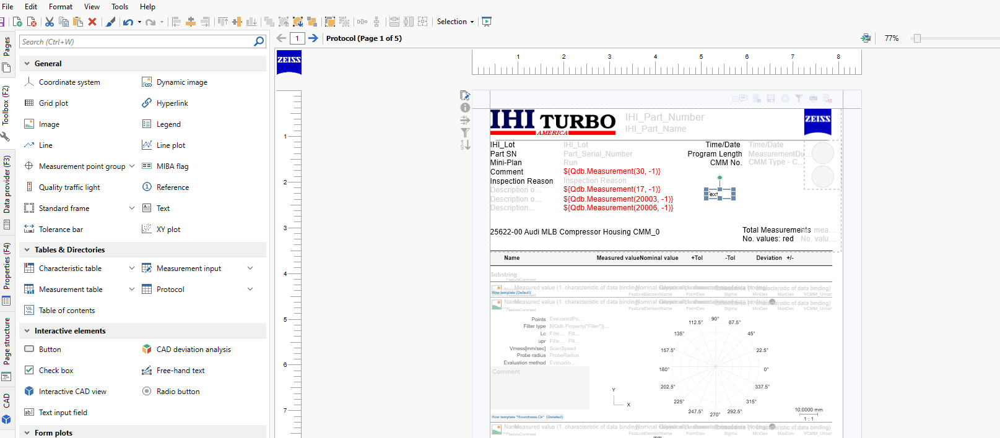 File Edit Format View Tools Help
Selection
Pages
Toolbox (F2)
Data provider (F3)
Properties (F4)
Page structure
CAD
Search (Ctrl+W)
General
Coordinate system Dynamic image
Grid plot Hyperlink
Image Legend
Line Line plot
Measurement point group MIBA flag
Quality traffic light Reference
Standard frame Text
Tolerance bar XY plot
Tables & Directories
Characteristic table Measurement input
Measurement table Protocol
Table of contents
Interactive elements
Button CAD deviation analysis
Check box Free-hand text
Interactive CAD view Radio button
Text input field
Form plots
1 Protocol (Page 1 of 5) 77%
ZEISS
1 2 3 4 5 6 7 8
1
2
3
4
5
6
7
IHI TURBO AMERICA
IHI_Part_Number
IHI_Part_Name
ZEISS
IHI_Lot IHI_Lot Time/Date Time/Date
Part SN Part_Serial_Number Program Length MeasurementDu...
Mini-Plan Run CMM No. CMM Type - C...
Comment ${Qdb.Measurement(30, -1)}
Inspection Reason Inspection Reason
Description o... ${Qdb.Measurement(17, -1)}
Text
Description o... ${Qdb.Measurement(20003, -1)}
Description... ${Qdb.Measurement(20006, -1)}
25622-00 Audi MLB Compressor Housing CMM_0
Total Measurements mea...
No. values: red No. valu...
Name Measured value Nominal value +Tol -Tol Deviation +/-
Substring
FeatureComment
Measured value (1. characteristic of data binding) Nominal characteristic of data binding)
FeatureElementName FormDev Sigma MinDev MaxDev VCMM_Uncer
Row template (Default)
Name Measured value (1. characteristic of data binding) Nominal characteristic of data binding)
FeatureComment FeatureElementName FormDev Sigma MinDev MaxDev VCMM_Uncer
Points EvaluatedPo...
Filter type ${Qdb.Property("Filter")}...
Lc Filte... Filt...
upr Filte... Filt...
Vmess[mm/sec] ScanSpeed
Probe radius ProbeRadius
Evaluation method Evaluatio...
Comment
90°
112.5° 67.5°
135° 45°
157.5° 22.5°
180° 0°
202.5° 337.5°
225° 315°
247.5° 270° 292.5°
Y
X
10.0000 mm
1 : 1
Row template "Roundness.Cir" (Detailed)
Name Measured value (1. characteristic of data binding) Nominal characteristic of data binding)
FeatureComment FeatureElementName FormDev Sigma MinDev MaxDev VCMM_Uncer
mm